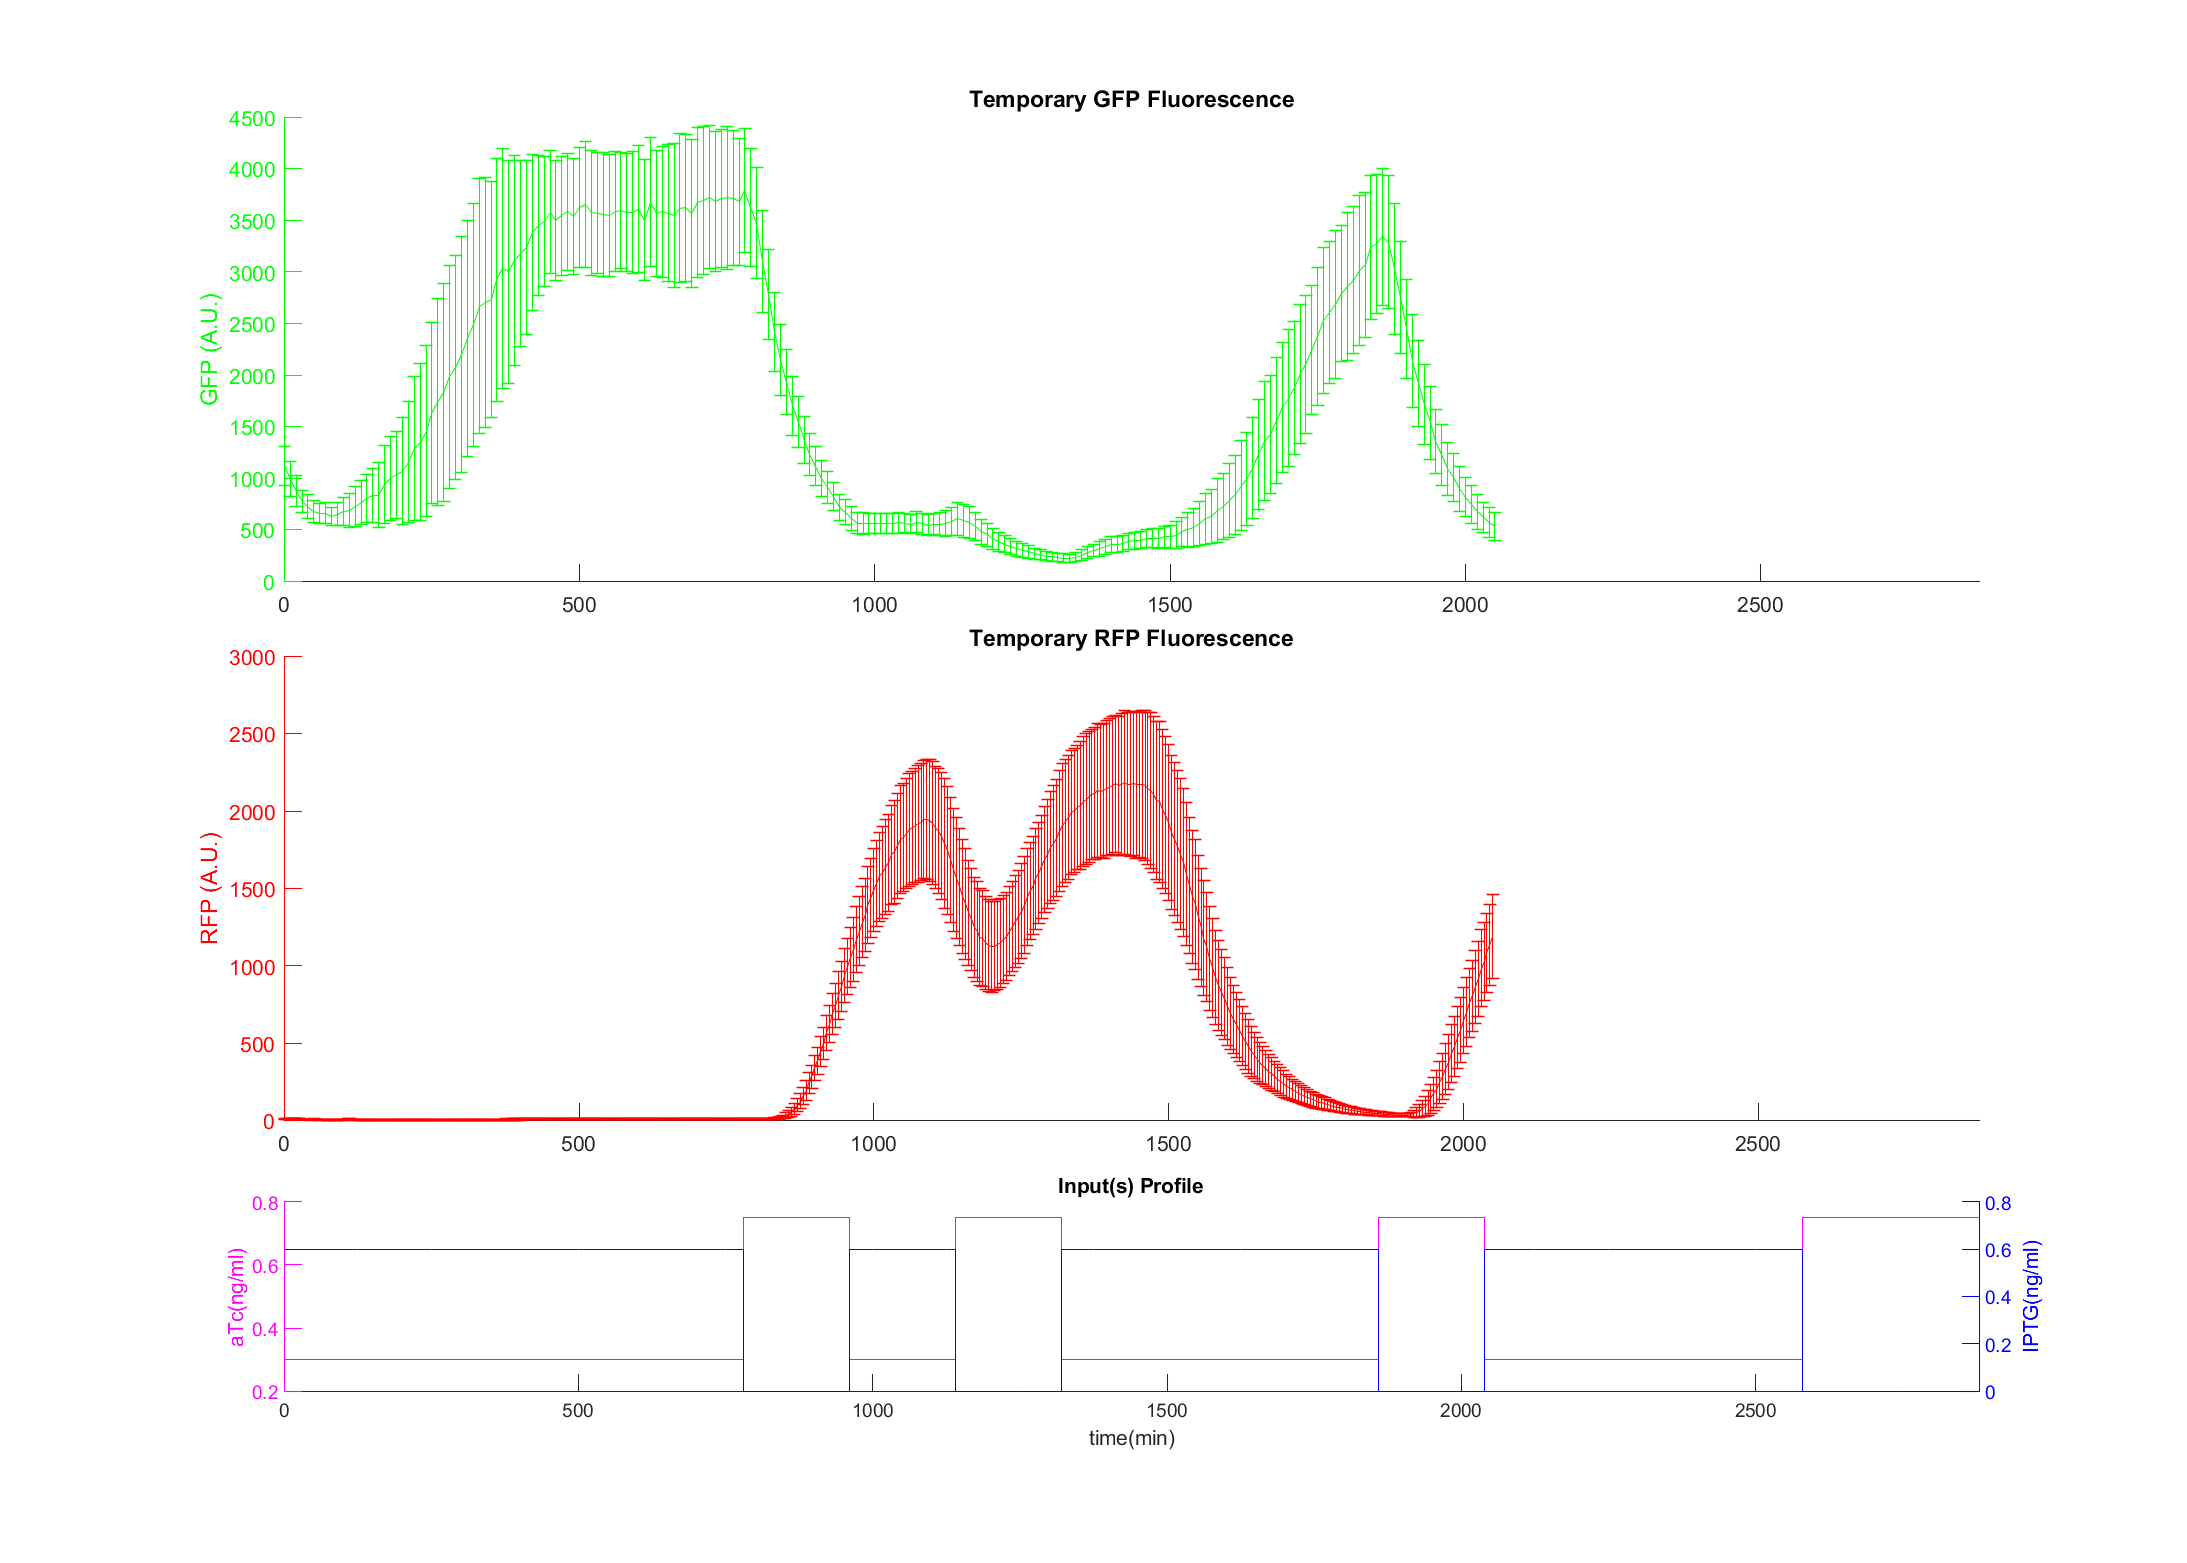 Temporary GFP Fluorescence
GFP (A.U.)
4500
4000
3500
3000
2500
2000
1500
1000
500
0
0 500 1000 1500 2000 2500
Temporary RFP Fluorescence
RFP (A.U.)
3000
2500
2000
1500
1000
500
0
0 500 1000 1500 2000 2500
Input(s) Profile
aTc(ng/ml)
0.8
0.6
0.4
0.2
0.8
0.6
0.4
0.2
0
IPTG(ng/ml)
0 500 1000 1500 2000 2500
time(min)